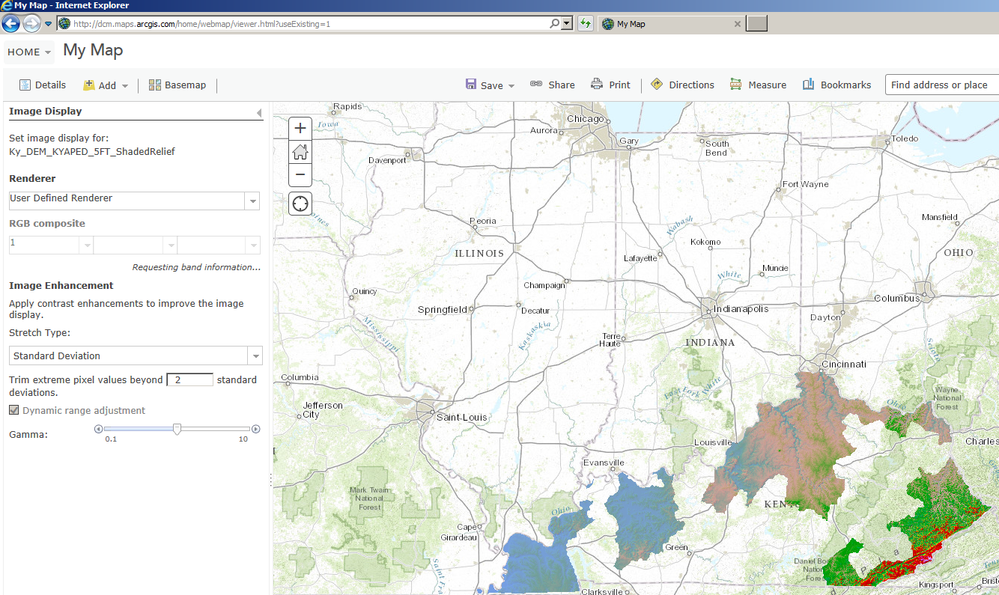 My Map - Internet Explorer
http://dcm.maps.arcgis.com/home/webmap/viewer.html?useExisting=1
My Map
HOME
My Map
Details
Add
Basemap
Save
Share
Print
Directions
Measure
Bookmarks
Find address or place
Image Display
Set image display for:
Ky_DEM_KYAPED_5FT_ShadedRelief
Renderer
User Defined Renderer
RGB composite
1
Requesting band information...
Image Enhancement
Apply contrast enhancements to improve the image
display.
Stretch Type:
Standard Deviation
Trim extreme pixel values beyond 2 standard
deviations.
Dynamic range adjustment
Gamma:
0.1
10
Rapids
Iowa
Chicago
Aurora
Gary
South
Bend
Toledo
Davenport
Fort Wayne
Peoria
Wabash
Mansfield
Kokomo
ILLINOIS
Lafayette
OHIO
Muncie
White
Champaign
Quincy
Columbus
Springfield
Decatur
Indianapolis
Dayton
Mississippi
Kaskaskia
Terre
Haute
INDIANA
Scioto
Cincinnati
Columbia
East Fork White
Wayne
National
Forest
Jefferson
City
Ohio
Saint Louis
Louisville
Charles
Evansville
Mark Twain
National
Forest
KENTU
Ohio
Cape
Girardeau
Green
Daniel Boo
Nation
Fores
Pla
Saint Fra
Kingsport
Brist
Clarksville